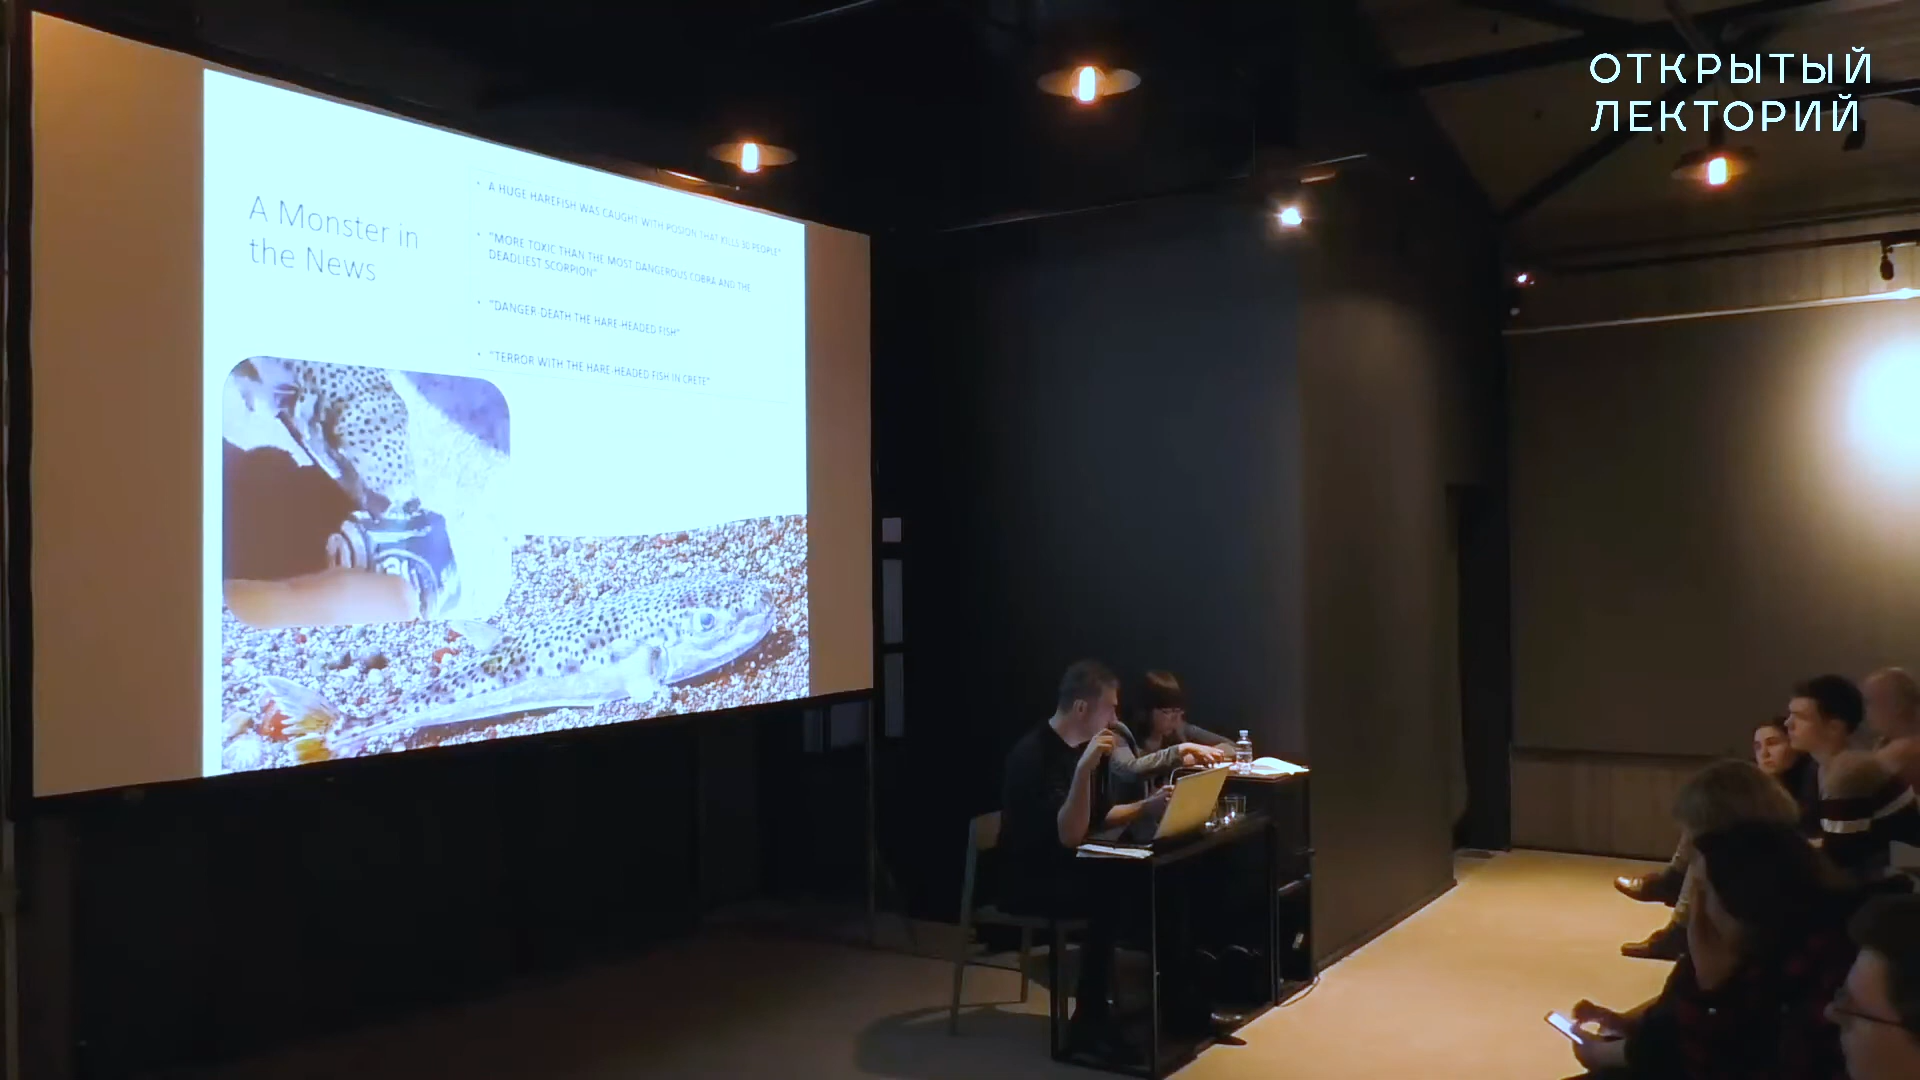 ОТКРЫТЫЙ
ЛЕКТОРИЙ
A Monster in
the News
• A HUGE HAREFISH WAS CAUGHT WITH POSION THAT KILLS 30 PEOPLE"
• "MORE TOXIC THAN THE MOST DANGEROUS COBRA AND THE
DEADLIEST SCORPION"
• "DANGER DEATH THE HARE-HEADED FISH"
• "TERROR WITH THE HARE-HEADED FISH IN CRETE"